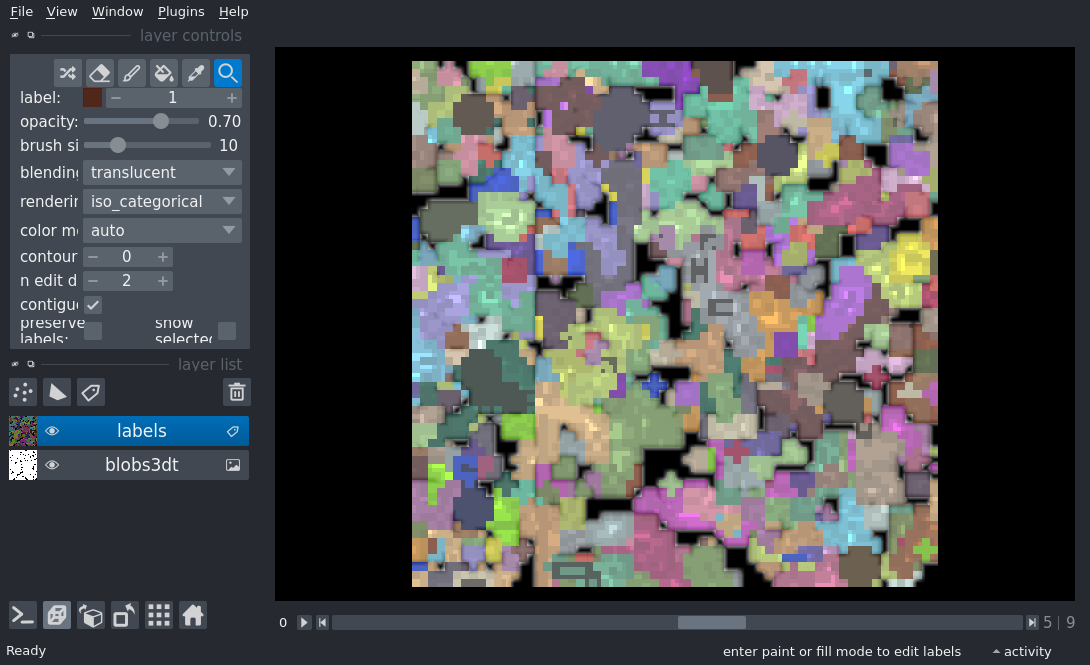 File View Window Plugins Help
layer controls
label: 1
opacity: 0.70
brush si 10
blending translucent
renderin iso_categorical
color m auto
contour 0
n edit d 2
contigu
preserve labels: show selected
layer list
labels
blobs3dt
0 5 | 9
Ready enter paint or fill mode to edit labels activity